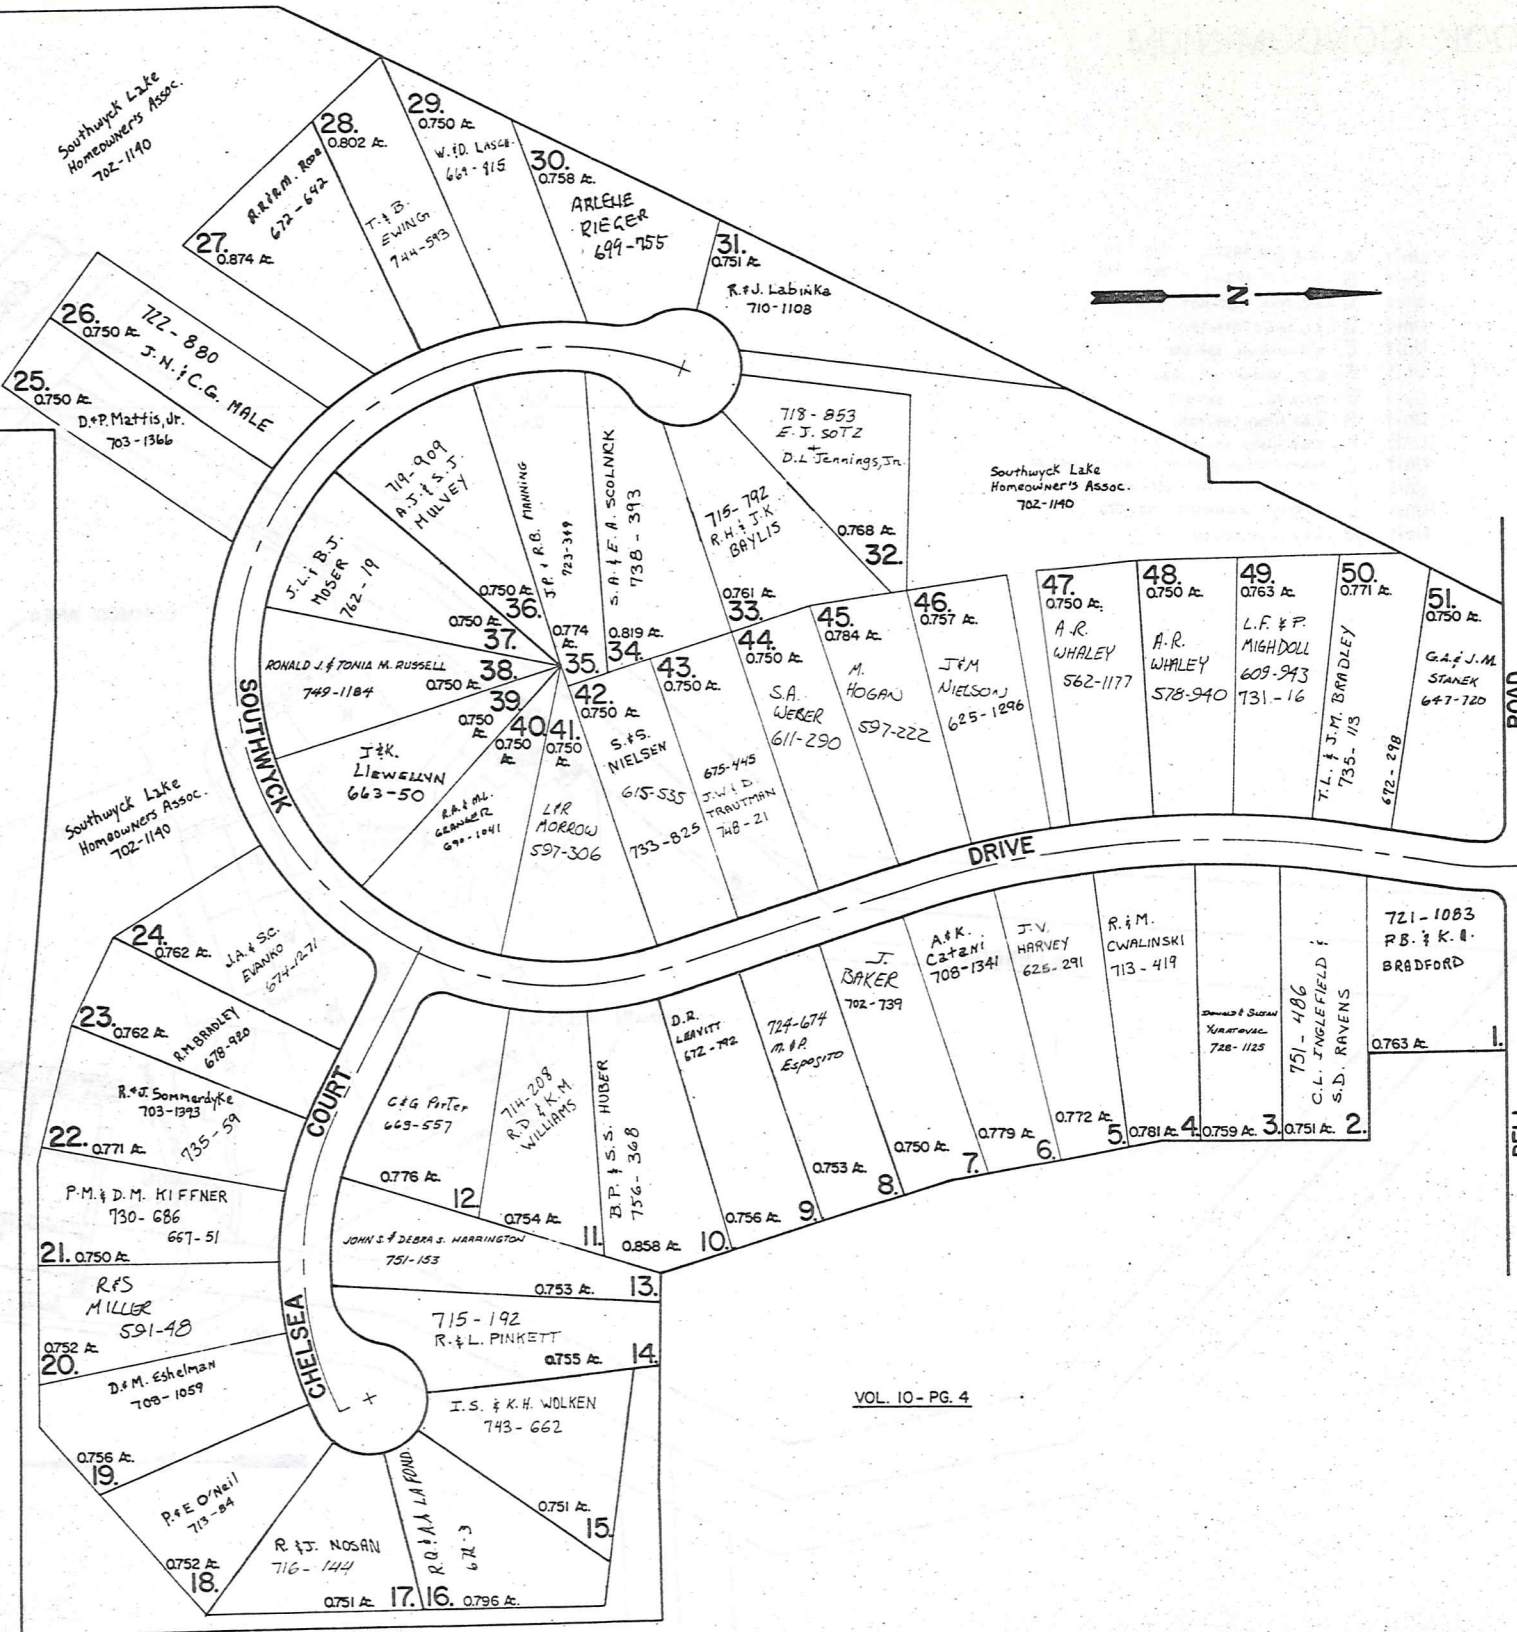 Southwyck Lake
Homeowner's Assoc.
702-1140
25.
0.750 Ac.
D.+P. Mattis, Jr.
703-1366
26.
0.750 Ac.
722-880
J.N. & C.G. MALE
27.
0.874 Ac.
672-642
28.
0.802 Ac.
T. & B.
EWING
744-593
29.
0.750 Ac.
W. & D.
669-915
30.
0.758 Ac.
ARLENE
RIEGER
699-755
31.
0.751 Ac.
R. & J. Labinka
710-1108
N
718-853
E.J. SOTZ
+
D.L. Jennings, Jr.
0.768 Ac.
32.
Southwyck Lake
Homeowner's Assoc.
702-1140
715-792
R.H. & J.K.
BAYLIS
0.761 Ac.
33.
S.A. & E.A. SCOLNICK
738-393
0.819 Ac.
34.
J.P. & R.B. MANNING
723-349
0.774
Ac.
35.
719-909
A.J. & S.J.
MULVEY
0.750 Ac.
36.
J.L. & B.J.
MOSER
762-19
0.750 Ac.
37.
RONALD J. & TONIA M. RUSSELL
749-1184
0.750 Ac.
38.
J & K.
LLEWELLYN
663-50
39.
0.750
Ac.
R.A. & M.L.
GRANGER
690-1041
40.
0.750
Ac.
41.
0.750
Ac.
L & R
MORROW
597-306
42.
0.750 Ac.
S. & S.
NIELSEN
615-535
733-825
43.
0.750 Ac.
675-445
J.W. & D.
TRAUTMAN
748-21
44.
0.750 Ac.
S.A.
WEBER
611-290
45.
0.784 Ac.
M.
HOGAN
597-222
46.
0.757 Ac.
J & M
NIELSON
625-1296
47.
0.750 Ac.
A.R.
WHALEY
562-1177
48.
0.750 Ac.
A.R.
WHALEY
578-940
49.
0.763 Ac.
L.F. & P.
MIGHDOLL
609-943
731-16
50.
0.771 Ac.
T.L. & J.M. BRADLEY
735-113
672-298
51.
0.750 Ac.
G.A. & J.M.
STANEK
647-720
ROAD
SOUTHWYCK
DRIVE
Southwyck Lake
Homeowners Assoc.
702-1140
24.
0.762 Ac.
J.A. & S.C.
EVANKO
674-1271
23.
0.762 Ac.
R.M. BRADLEY
678-920
R. & J. Sommerdyke
703-1393
735-59
22.
0.771 Ac.
P.M. & D.M. KIFFNER
730-686
667-51
21.
0.750 Ac.
R & S
MILLER
591-48
0.752 Ac.
20.
D. & M. Eshelman
708-1059
0.756 Ac.
19.
P. & E. O'Neil
713-84
0.752 Ac.
18.
R. & J. NOSAN
716-144
0.751 Ac.
17.
LAFOND
16.
0.796 Ac.
I.S. & K.H. WOLKEN
743-662
0.751 Ac.
15.
715-192
R. & L. PINKETT
0.755 Ac.
14.
JOHN S. & DEBRA S. HARRINGTON
751-153
0.753 Ac.
13.
COURT
CHELSEA
C & G Porter
669-557
0.776 Ac.
12.
714-208
R.D. & K.M.
WILLIAMS
0.754 Ac.
11.
B.P. & S.S. HUBER
756-368
0.858 Ac.
10.
D.R.
LEAVITT
672-792
0.756 Ac.
9.
724-674
M. & P.
Esposito
0.753 Ac.
8.
J.
BAKER
702-739
0.750 Ac.
7.
A. & K.
Catani
708-1341
0.779 Ac.
6.
J.V.
HARVEY
625-291
0.772 Ac.
5.
R. & M.
CWALINSKI
713-419
0.781 Ac.
4.
DONALD & SUSAN
YURATOVAC
728-1125
0.759 Ac.
3.
751-486
C.L. INGLEFIELD &
S.D. RAVENS
0.751 Ac.
2.
721-1083
P.B. & K.A.
BRADFORD
0.763 Ac.
1.
VOL. 10 - PG. 4